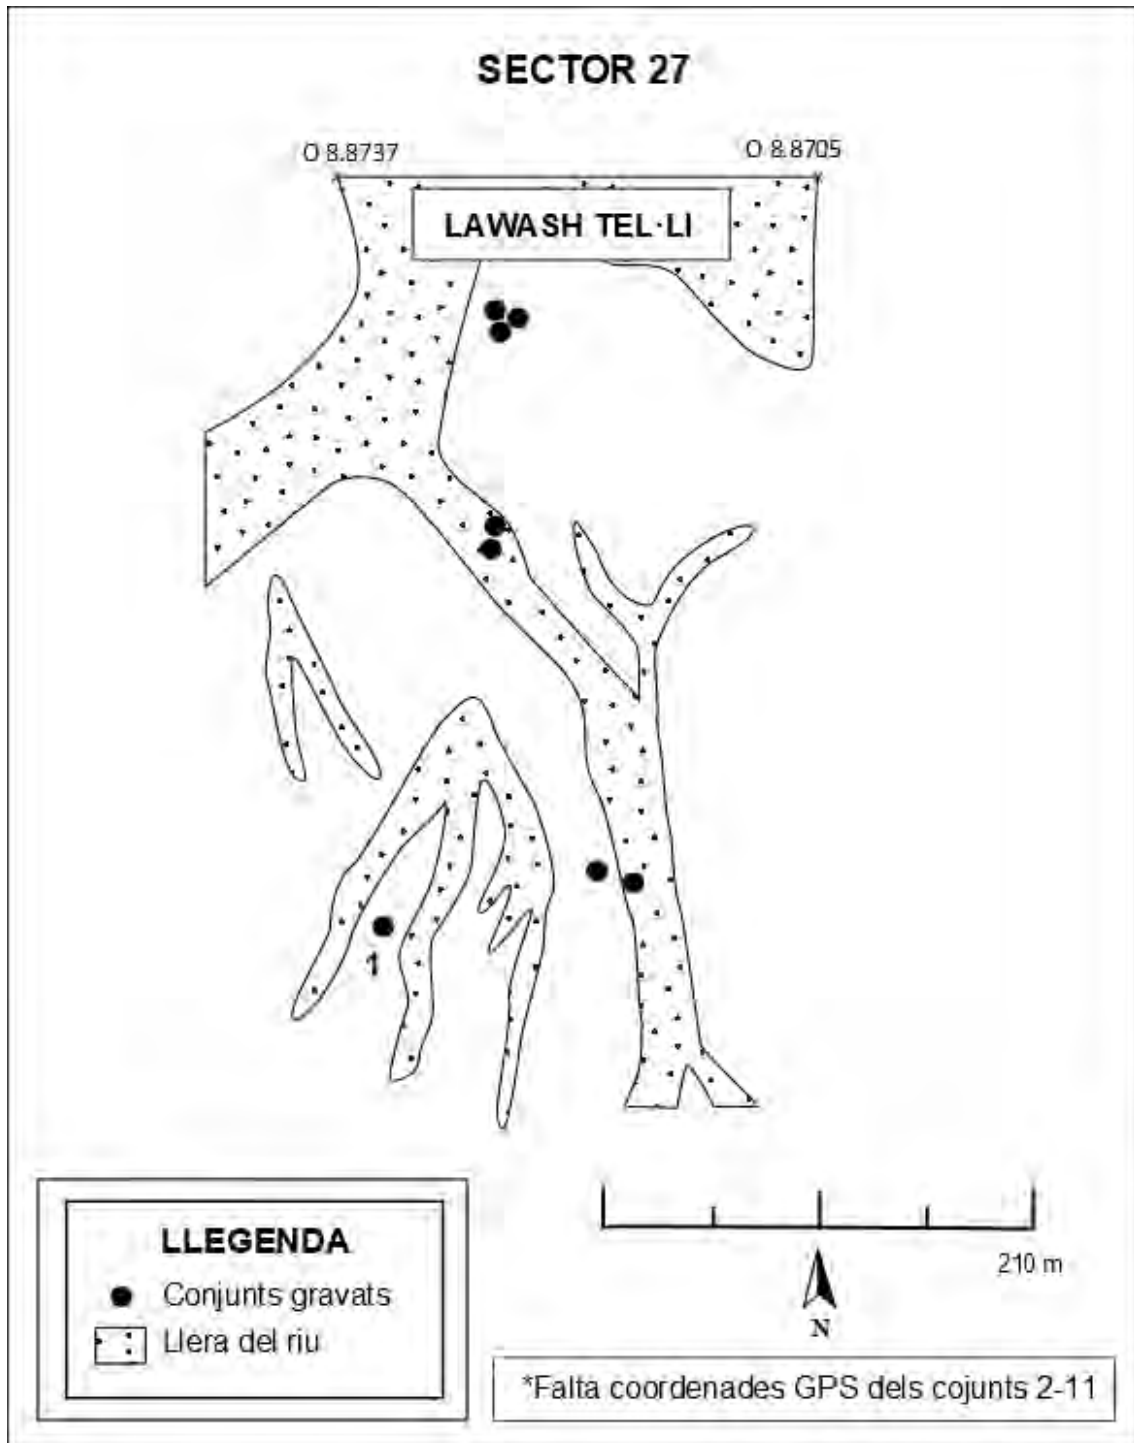 SECTOR 27
O 8.8737
O 8.8705
LAWASH TEL·LI
1
LLEGENDA
Conjunts gravats
Llera del riu
210 m
N
*Falta coordenades GPS dels cojunts 2-11